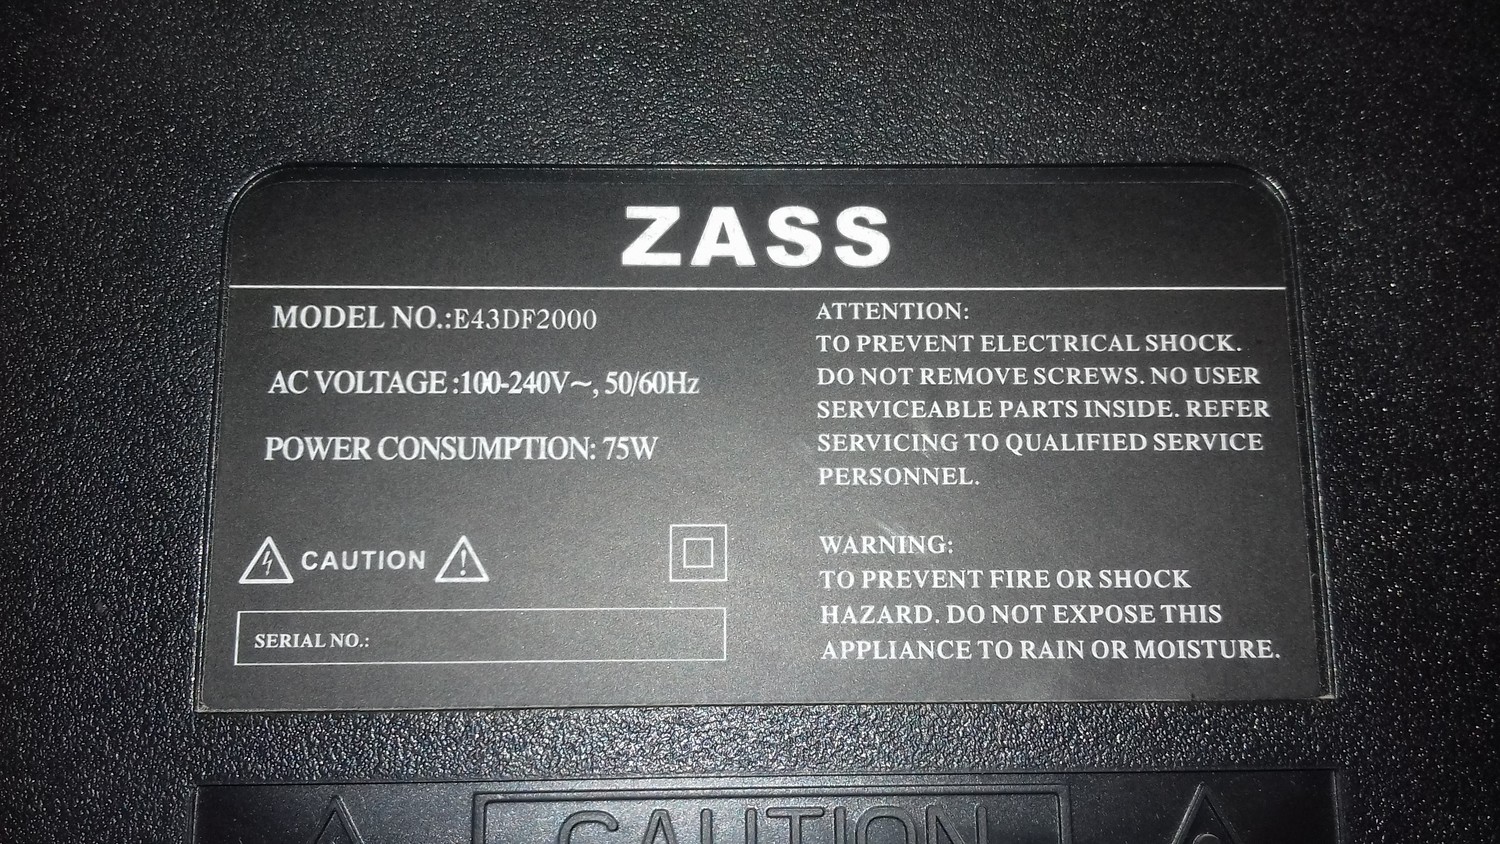 ZASS
MODEL NO.:E43DF2000
AC VOLTAGE :100-240V~, 50/60Hz
POWER CONSUMPTION: 75W
CAUTION
SERIAL NO.:
ATTENTION:
TO PREVENT ELECTRICAL SHOCK.
DO NOT REMOVE SCREWS. NO USER
SERVICEABLE PARTS INSIDE. REFER
SERVICING TO QUALIFIED SERVICE
PERSONNEL.
WARNING:
TO PREVENT FIRE OR SHOCK
HAZARD. DO NOT EXPOSE THIS
APPLIANCE TO RAIN OR MOISTURE.
CAUTION